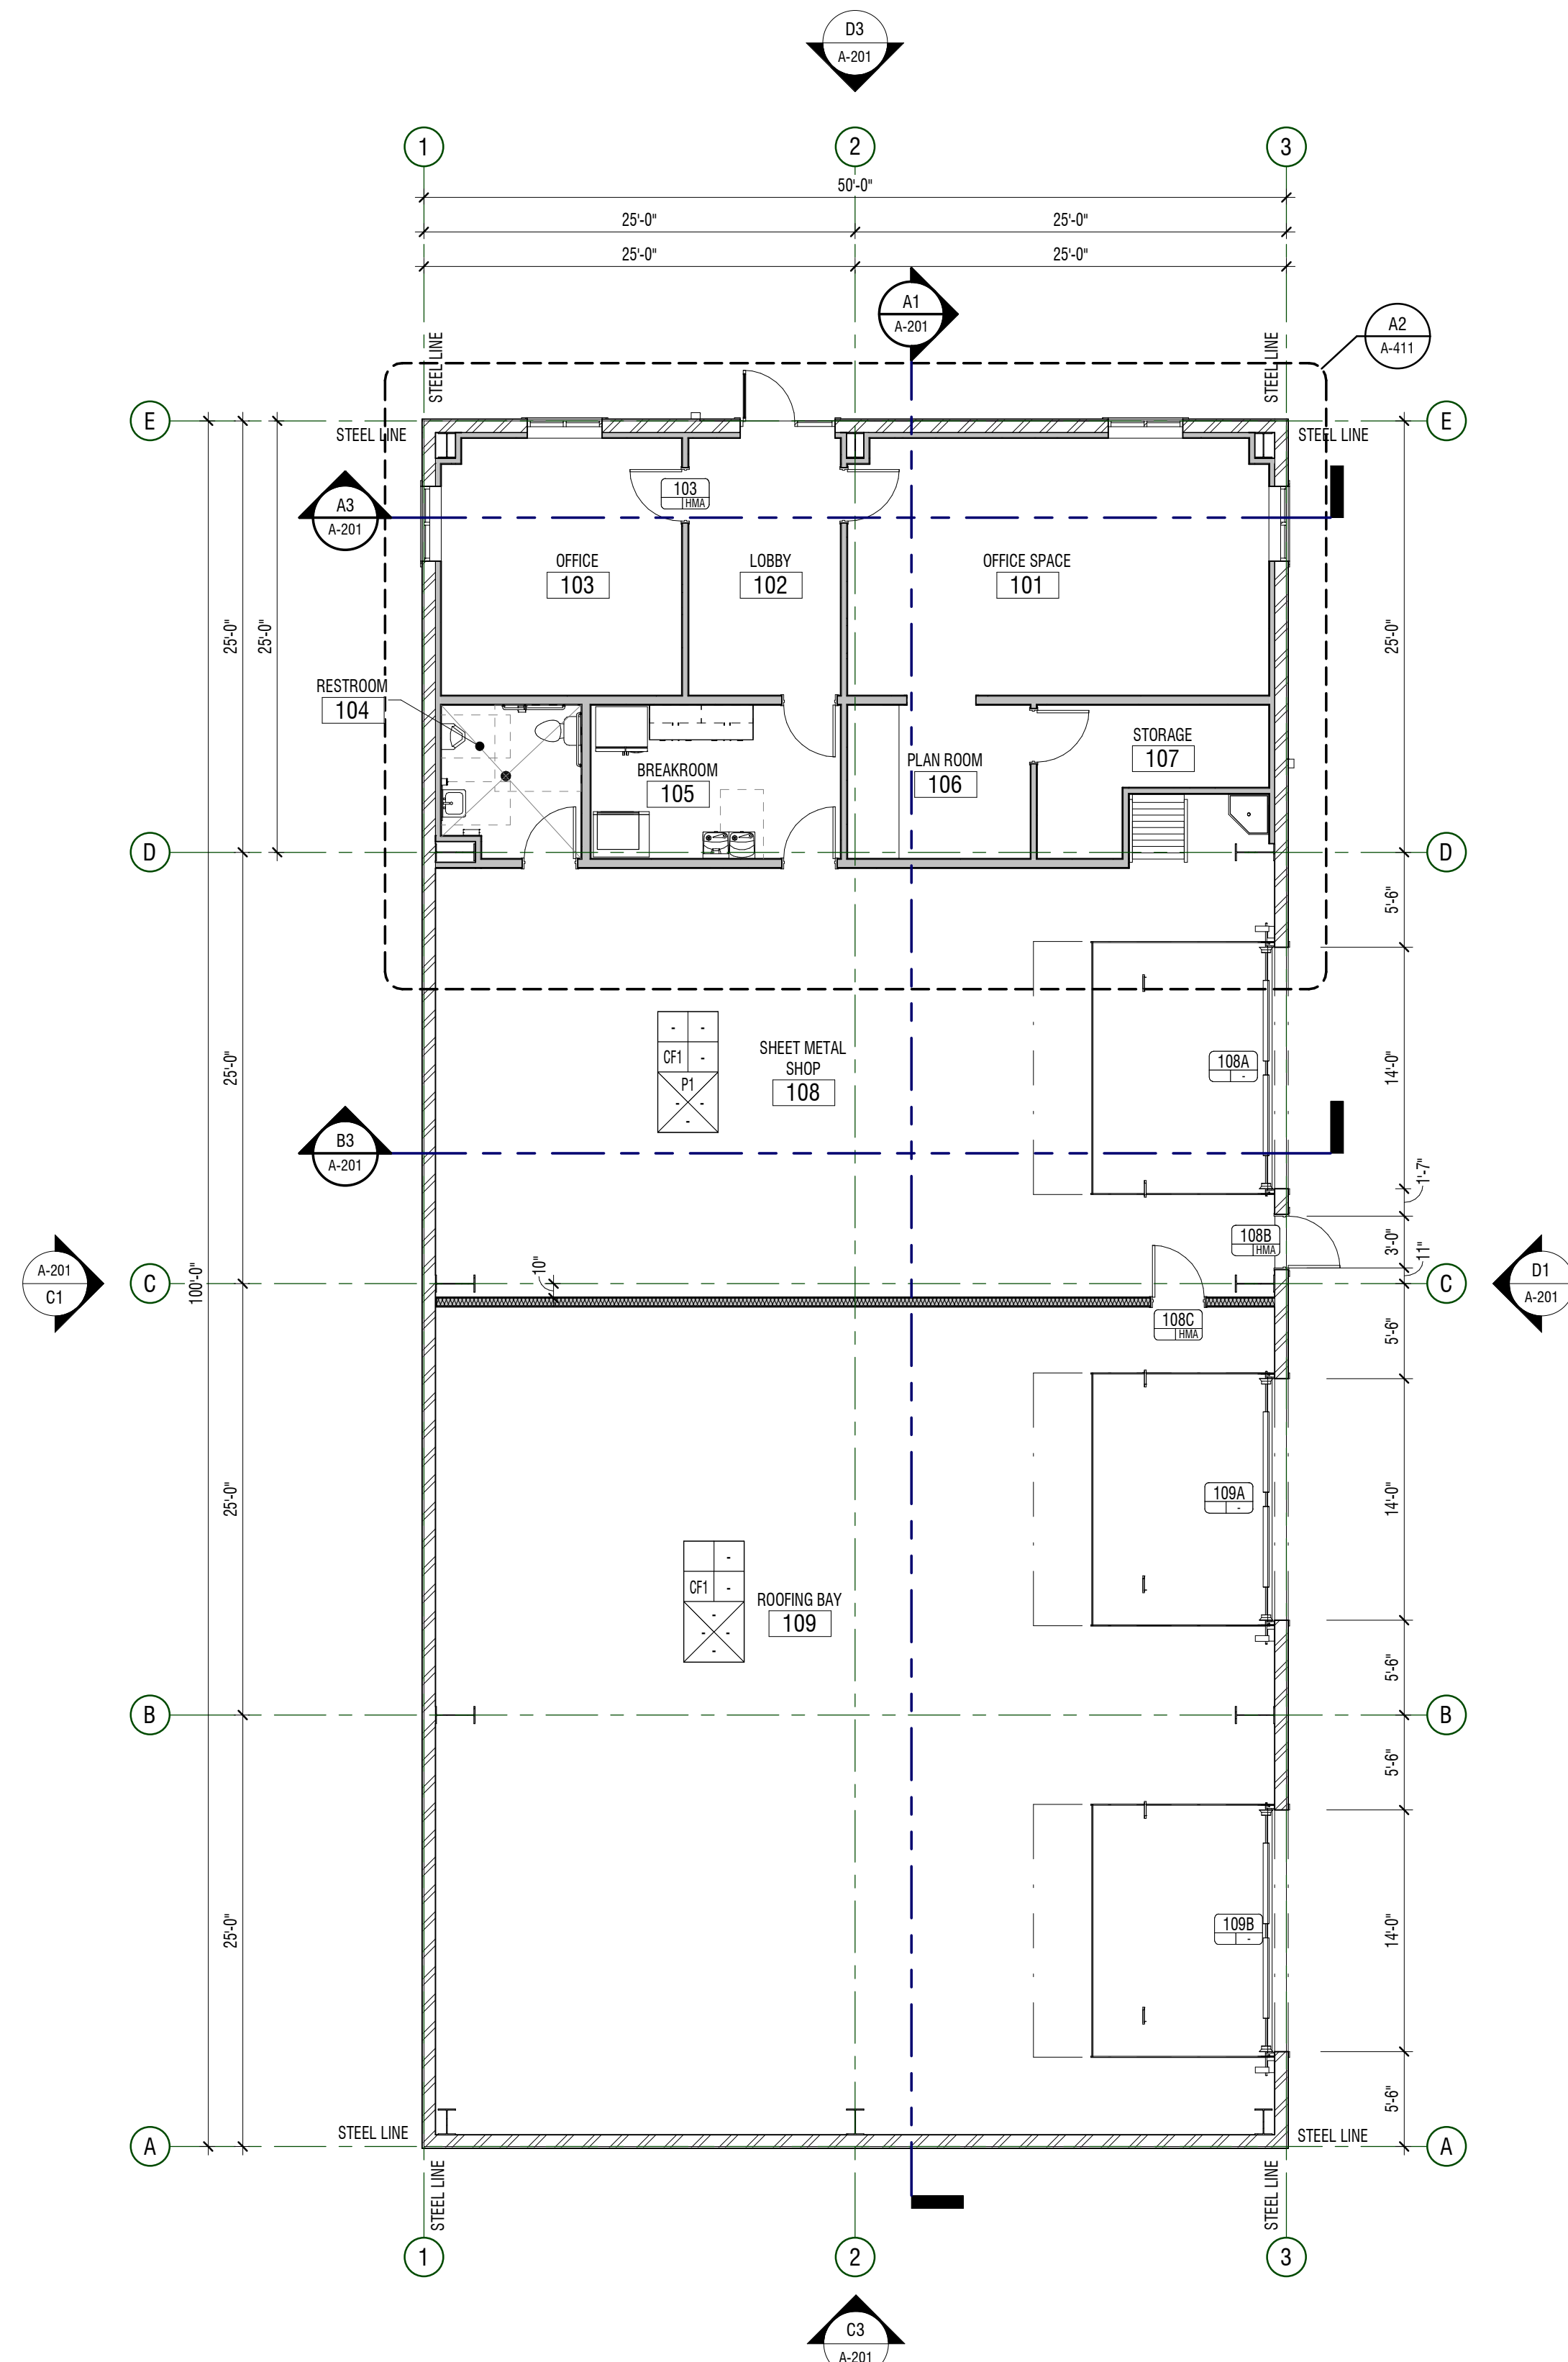 D3
A-201
1
2
3
50'-0"
25'-0"
25'-0"
25'-0"
25'-0"
A1
A-201
A2
A-411
STEEL LINE
STEEL LINE
E
E
STEEL LINE
STEEL LINE
103
HMA
A3
A-201
OFFICE
103
LOBBY
102
OFFICE SPACE
101
25'-0"
25'-0"
25'-0"
RESTROOM
104
BREAKROOM
105
PLAN ROOM
106
STORAGE
107
D
D
5'-6"
- -
CF1 -
P1
- -
-
SHEET METAL
SHOP
108
108A
-
25'-0"
14'-0"
B3
A-201
1'-7"
108B
HMA
3'-0"
11"
A-201
C1
C
100'-0"
10"
C
D1
A-201
108C
HMA
5'-6"
25'-0"
109A
-
14'-0"
-
CF1 -
-
- -
-
ROOFING BAY
109
5'-6"
B
B
5'-6"
25'-0"
109B
-
14'-0"
5'-6"
STEEL LINE
STEEL LINE
A
A
STEEL LINE
STEEL LINE
1
2
3
C3
A-201